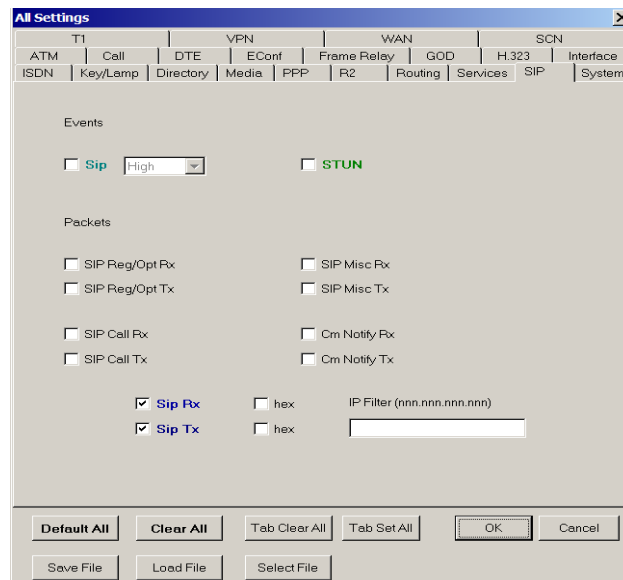 All Settings
T1 VPN WAN SCN
ATM Call DTE EConf Frame Relay GOD H.323 Interface
ISDN Key/Lamp Directory Media PPP R2 Routing Services SIP System
Events
Sip High STUN
Packets
SIP Reg/Opt Rx SIP Misc Rx
SIP Reg/Opt Tx SIP Misc Tx
SIP Call Rx Cm Notify Rx
SIP Call Tx Cm Notify Tx
Sip Rx hex IP Filter (nnn.nnn.nnn.nnn)
Sip Tx hex
Default All Clear All Tab Clear All Tab Set All OK Cancel
Save File Load File Select File